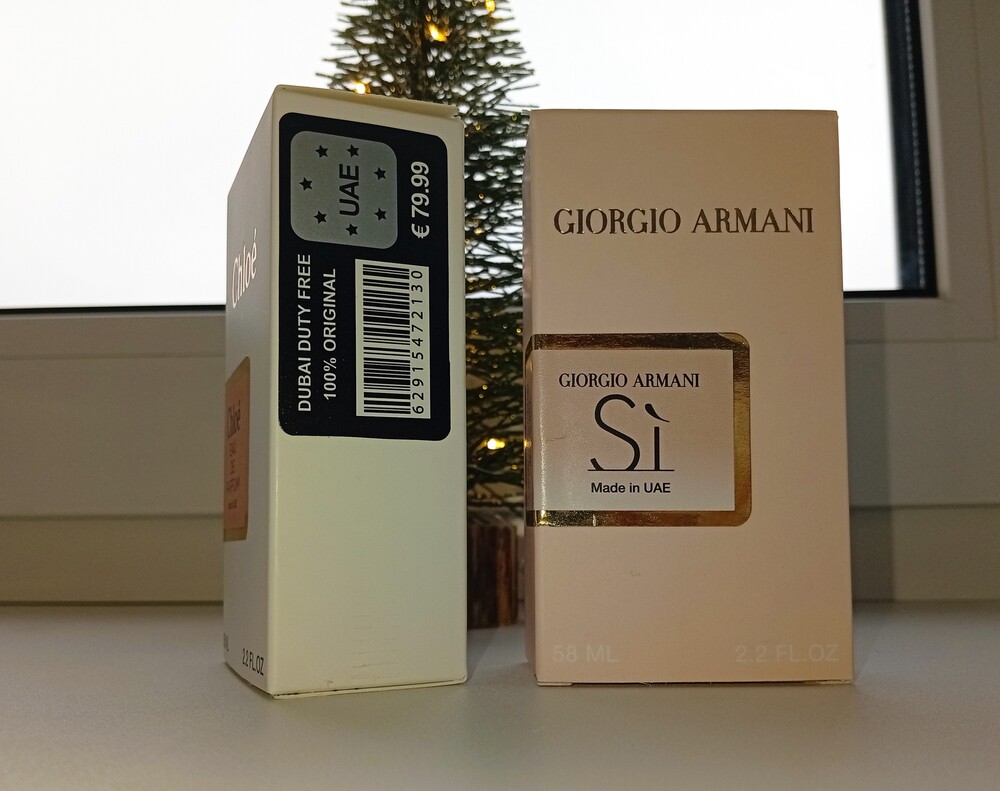 Chloé
Chloé
2.2 FL.OZ
UAE
€ 79.99
DUBAI DUTY FREE
100% ORIGINAL
6291547213​0
GIORGIO ARMANI
GIORGIO ARMANI
Sì
Made in UAE
58 ML
2.2 FL.OZ